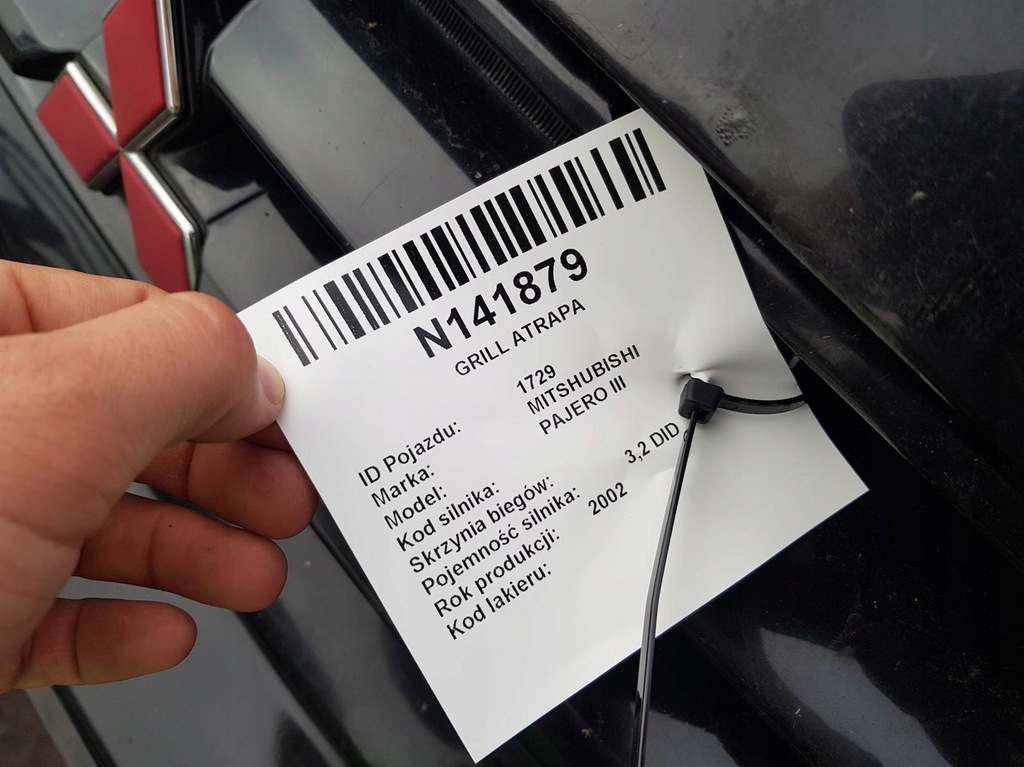 N141879
GRILL ATRAPA
ID Pojazdu: 1729
Marka: MITSHUBISHI
Model: PAJERO III
Kod silnika:
Skrzynia biegów:
Pojemność silnika: 3,2 DID
Rok produkcji: 2002
Kod lakieru: